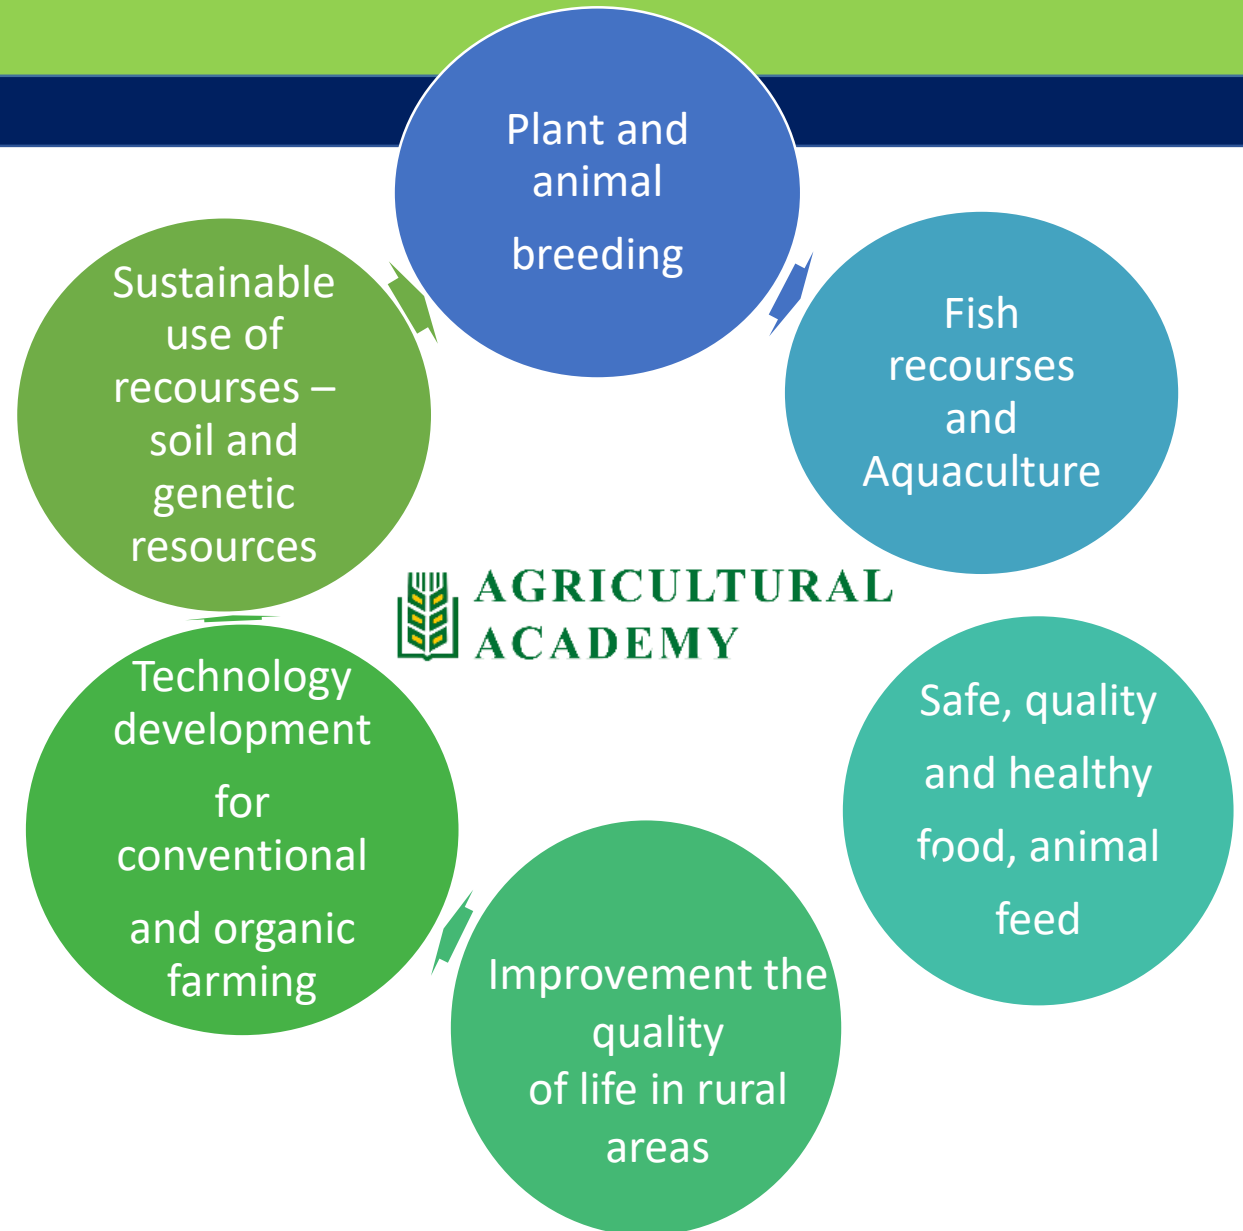 Plant and
animal
breeding
Fish
recourses
and
Aquaculture
Safe, quality
and healthy
food, animal
feed
Improvement the
quality
of life in rural
areas
Technology
development
for
conventional
and organic
farming
Sustainable
use of
recourses –
soil and
genetic
resources
AGRICULTURAL
ACADEMY